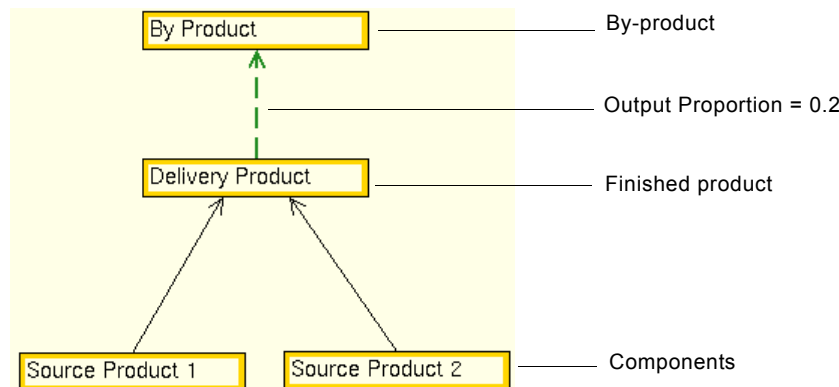 By Product
By-product
Output Proportion = 0.2
Delivery Product
Finished product
Source Product 1
Source Product 2
Components